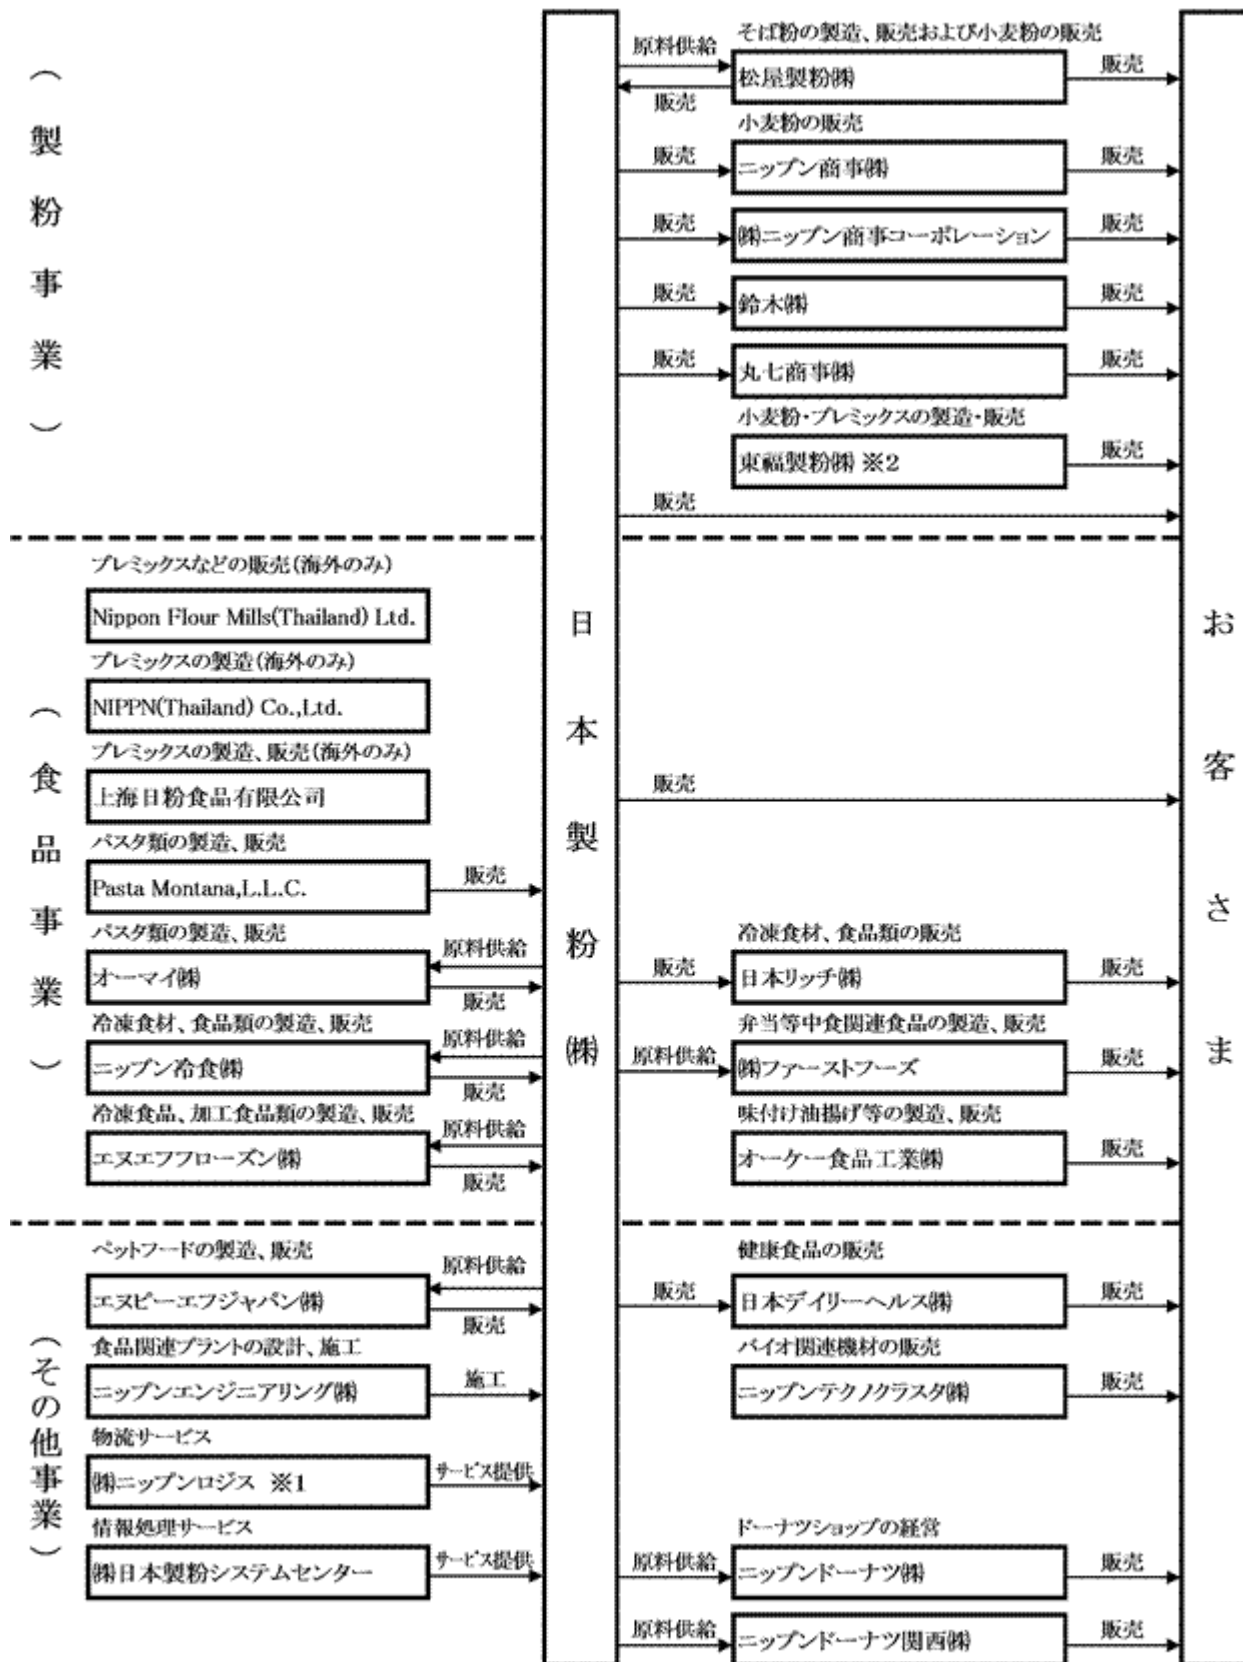 （製粉事業）
そば粉の製造、販売および小麦粉の販売
原料供給
松屋製粉㈱
販売
販売
小麦粉の販売
販売
ニップン商事㈱
販売
販売
㈱ニップン商事コーポレーション
販売
販売
鈴木㈱
販売
販売
丸七商事㈱
販売
小麦粉・プレミックスの製造・販売
東福製粉㈱ ※2
販売
販売
日本製粉㈱
お客さま
（食品事業）
プレミックスなどの販売（海外のみ）
Nippon Flour Mills(Thailand) Ltd.
プレミックスの製造（海外のみ）
NIPPN(Thailand) Co.,Ltd.
プレミックスの製造、販売（海外のみ）
上海日粉食品有限公司
販売
パスタ類の製造、販売
Pasta Montana,L.L.C.
販売
パスタ類の製造、販売
オーマイ㈱
原料供給
販売
冷凍食材、食品類の販売
販売
日本リッチ㈱
販売
冷凍食材、食品類の製造、販売
ニップン冷食㈱
原料供給
販売
弁当等中食関連食品の製造、販売
原料供給
㈱ファーストフーズ
販売
冷凍食品、加工食品類の製造、販売
エヌエフフローズン㈱
原料供給
販売
味付け油揚げ等の製造、販売
オーケー食品工業㈱
販売
（その他事業）
ペットフードの製造、販売
エヌピーエフジャパン㈱
原料供給
販売
健康食品の販売
販売
日本デイリーヘルス㈱
販売
食品関連プラントの設計、施工
ニップンエンジニアリング㈱
施工
バイオ関連機材の販売
ニップンテクノクラスタ㈱
販売
物流サービス
㈱ニップンロジス ※1
サービス提供
情報処理サービス
㈱日本製粉システムセンター
サービス提供
ドーナツショップの経営
原料供給
ニップンドーナツ㈱
販売
原料供給
ニップンドーナツ関西㈱
販売